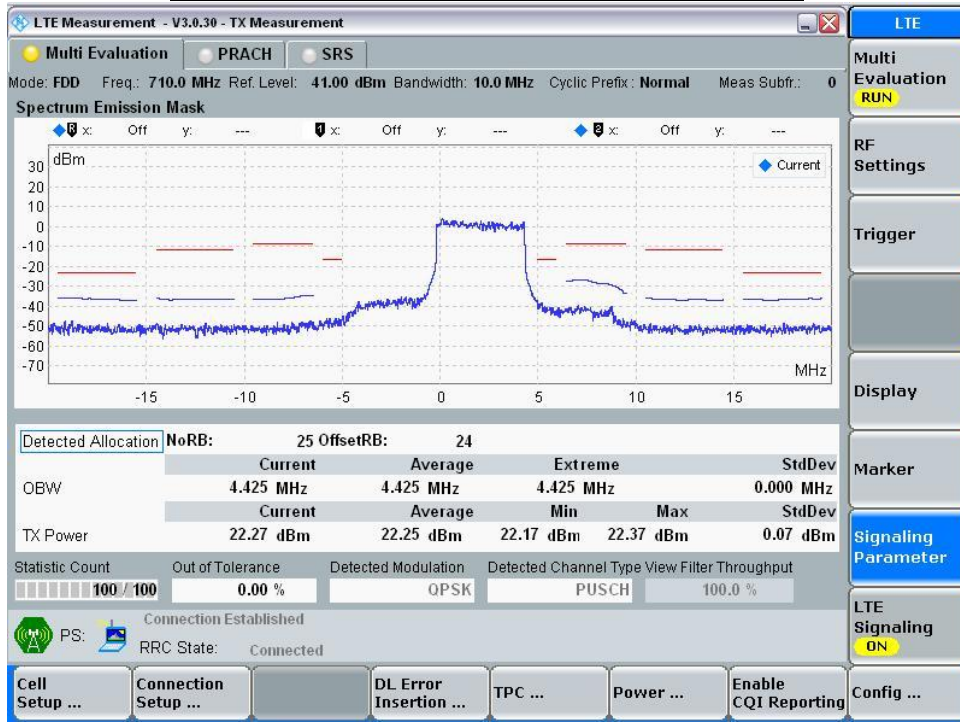 LTE Measurement - V3.0.30 - TX Measurement
LTE
Multi Evaluation PRACH SRS
Multi Evaluation RUN
Mode: FDD Freq.: 710.0 MHz Ref. Level: 41.00 dBm Bandwidth: 10.0 MHz Cyclic Prefix: Normal Meas Subfr.: 0
Spectrum Emission Mask
R x: Off y: --- 1 x: Off y: --- 2 x: Off y: ---
dBm
Current
30
20
10
0
-10
-20
-30
-40
-50
-60
-70
MHz
-15 -10 -5 0 5 10 15
RF Settings
Trigger
Display
Marker
Signaling Parameter
LTE Signaling ON
Detected Allocation NoRB: 25 OffsetRB: 24
Current Average Extreme StdDev
OBW 4.425 MHz 4.425 MHz 4.425 MHz 0.000 MHz
Current Average Min Max StdDev
TX Power 22.27 dBm 22.25 dBm 22.17 dBm 22.37 dBm 0.07 dBm
Statistic Count Out of Tolerance Detected Modulation Detected Channel Type View Filter Throughput
100 / 100 0.00 % QPSK PUSCH 100.0 %
PS: Connection Established
RRC State: Connected
Cell Setup ...
Connection Setup ...
DL Error Insertion ...
TPC ...
Power ...
Enable CQI Reporting
Config ...